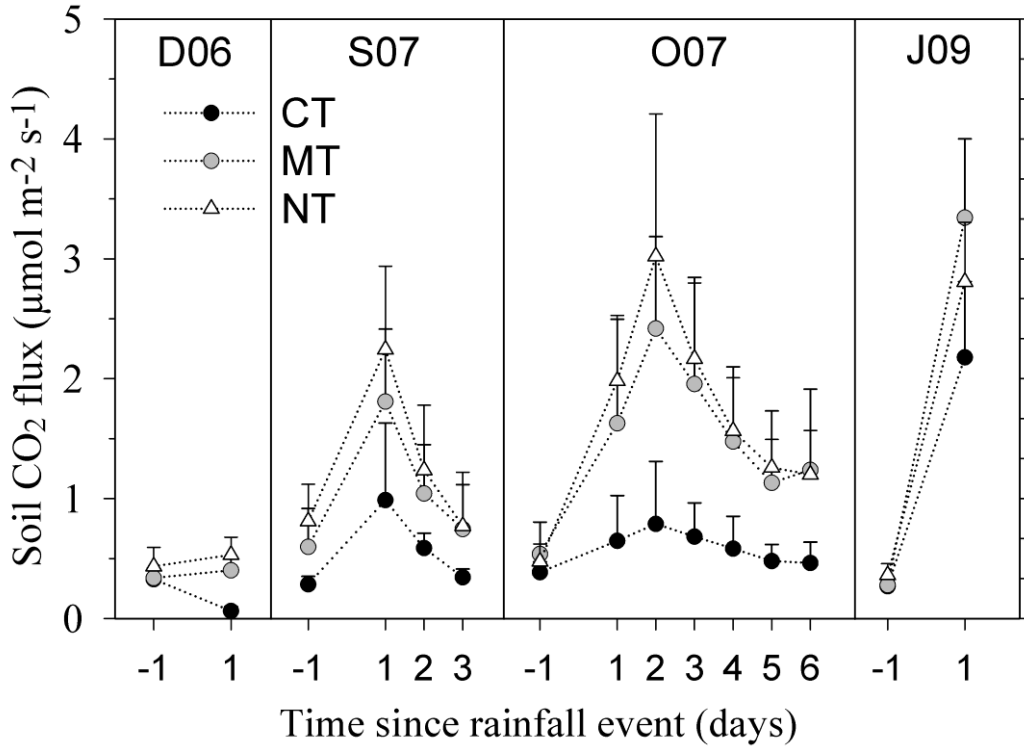 Soil CO2 flux (µmol m-2 s-1)
5
4
3
2
1
0
D06
S07
O07
J09
CT
MT
NT
-1 1 -1 1 2 3 -1 1 2 3 4 5 6 -1 1
Time since rainfall event (days)